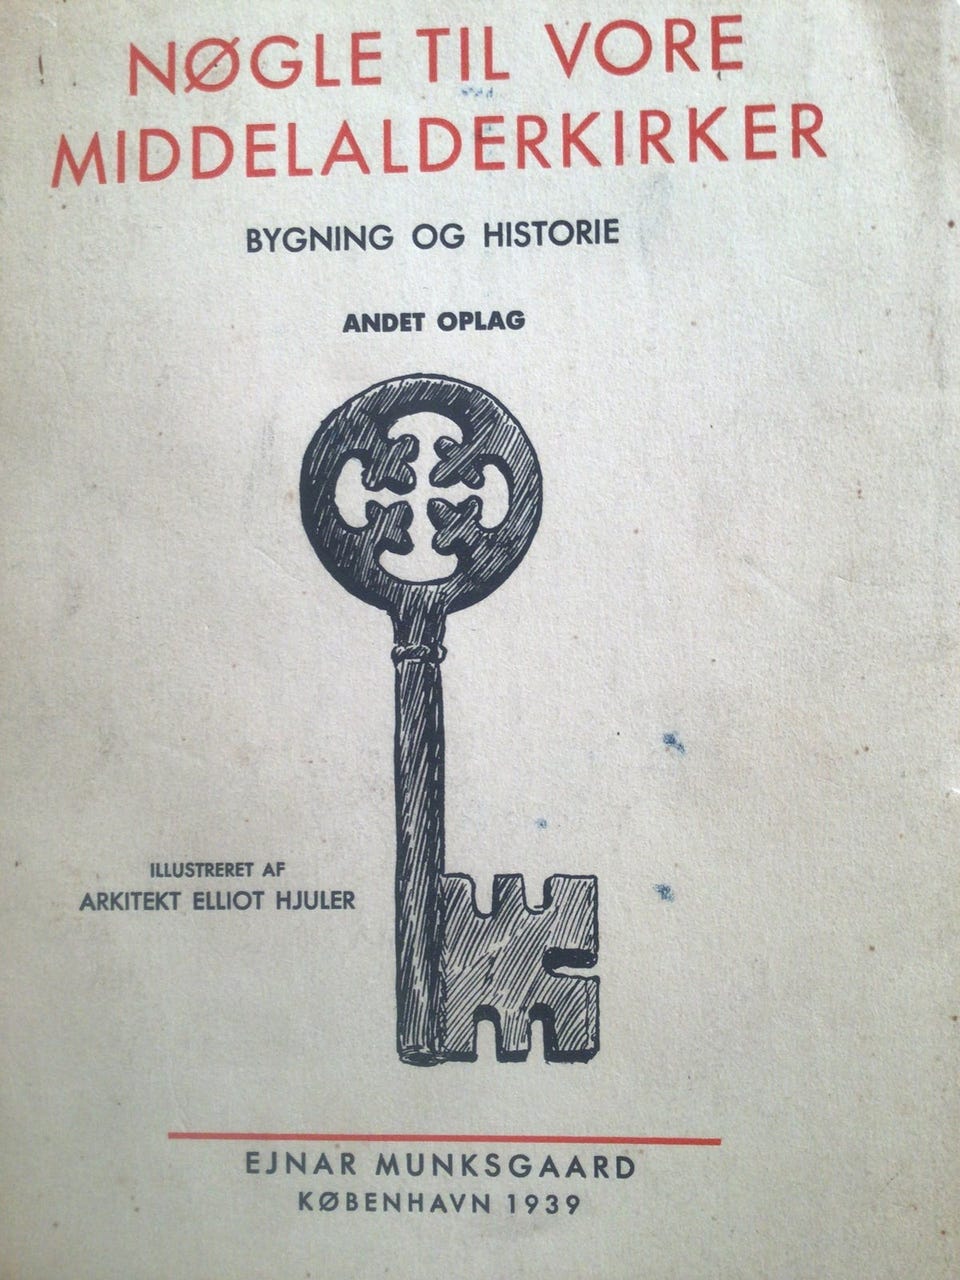 NØGLE TIL VORE
MIDDELALDERKIRKER
BYGNING OG HISTORIE
ANDET OPLAG
ILLUSTRERET AF
ARKITEKT ELLIOT HJULER
EJNAR MUNKSGAARD
KØBENHAVN 1939